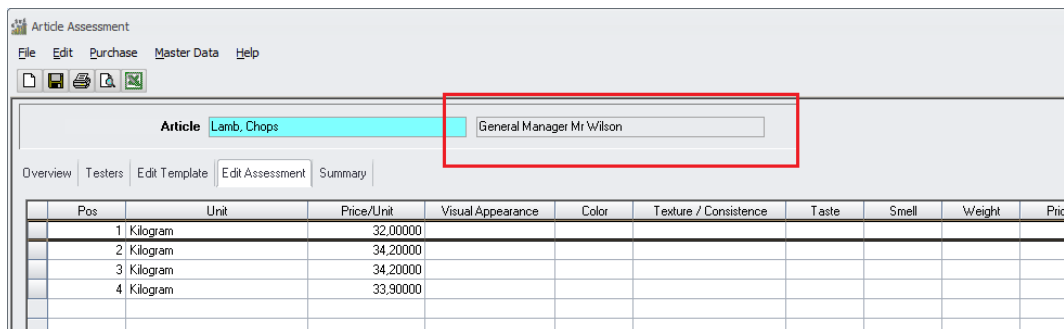 Article Assessment
File Edit Purchase Master Data Help
Article Lamb, Chops General Manager Mr Wilson
Overview Testers Edit Template Edit Assessment Summary
Pos Unit Price/Unit Visual Appearance Color Texture / Consistence Taste Smell Weight
1 Kilogram 32,00000
2 Kilogram 34,20000
3 Kilogram 34,20000
4 Kilogram 33,90000